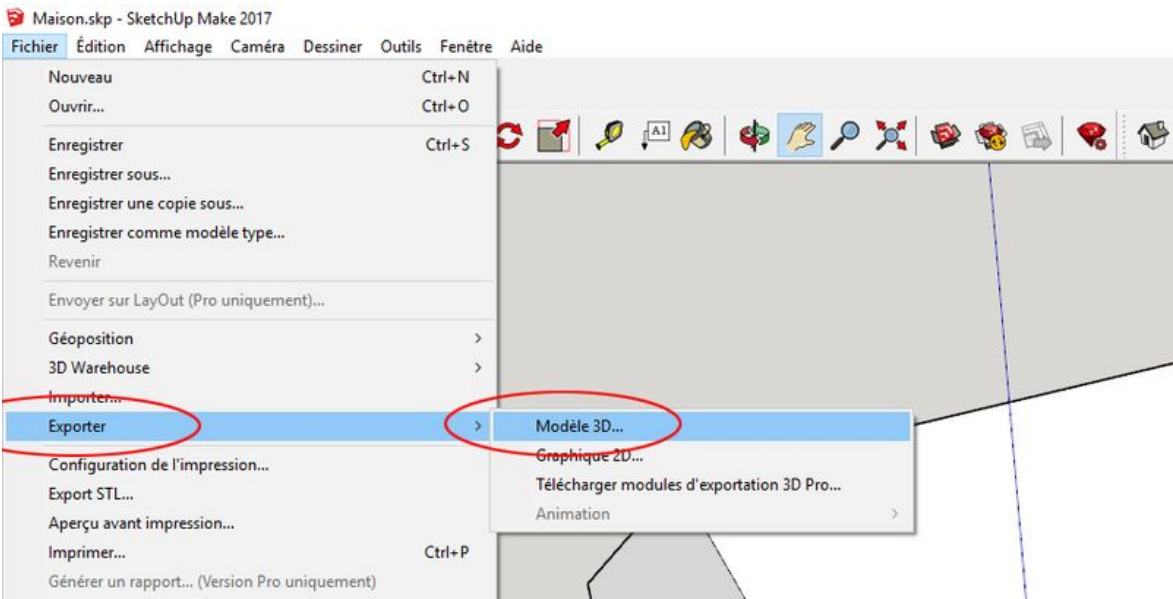 Maison.skp - SketchUp Make 2017
Fichier Édition Affichage Caméra Dessiner Outils Fenêtre Aide
Nouveau Ctrl+N
Ouvrir... Ctrl+O
Enregistrer Ctrl+S
Enregistrer sous...
Enregistrer une copie sous...
Enregistrer comme modèle type...
Revenir
Envoyer sur LayOut (Pro uniquement)...
Géoposition
3D Warehouse
Importer...
Exporter
Configuration de l'impression...
Export STL...
Aperçu avant impression...
Imprimer... Ctrl+P
Générer un rapport... (Version Pro uniquement)
Modèle 3D...
Graphique 2D...
Télécharger modules d'exportation 3D Pro...
Animation
A1